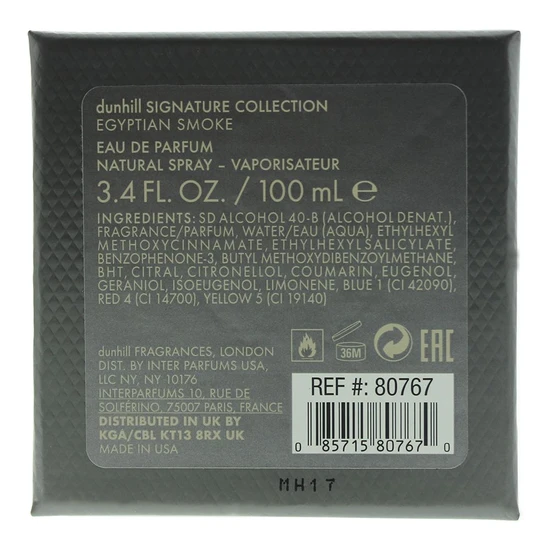 dunhill SIGNATURE COLLECTION
EGYPTIAN SMOKE
EAU DE PARFUM
NATURAL SPRAY – VAPORISATEUR
3.4 FL. OZ. / 100 mL ℮
INGREDIENTS: SD ALCOHOL 40-B (ALCOHOL DENAT.),
FRAGRANCE/PARFUM, WATER/EAU (AQUA), ETHYLHEXYL
METHOXYCINNAMATE, ETHYLHEXYL SALICYLATE,
BENZOPHENONE-3, BUTYL METHOXYDIBENZOYLMETHANE,
BHT, CITRAL, CITRONELLOL, COUMARIN, EUGENOL,
GERANIOL, ISOEUGENOL, LIMONENE, BLUE 1 (CI 42090),
RED 4 (CI 14700), YELLOW 5 (CI 19140)
dunhill FRAGRANCES, LONDON
DIST. BY INTER PARFUMS USA,
LLC NY, NY 10176
INTERPARFUMS 10, RUE DE
SOLFÉRINO, 75007 PARIS, FRANCE
DISTRIBUTED IN UK BY
KGA/CBL KT13 8RX UK
MADE IN USA
36M
EAC
REF #: 80767
0 85715 80767 0
MH17